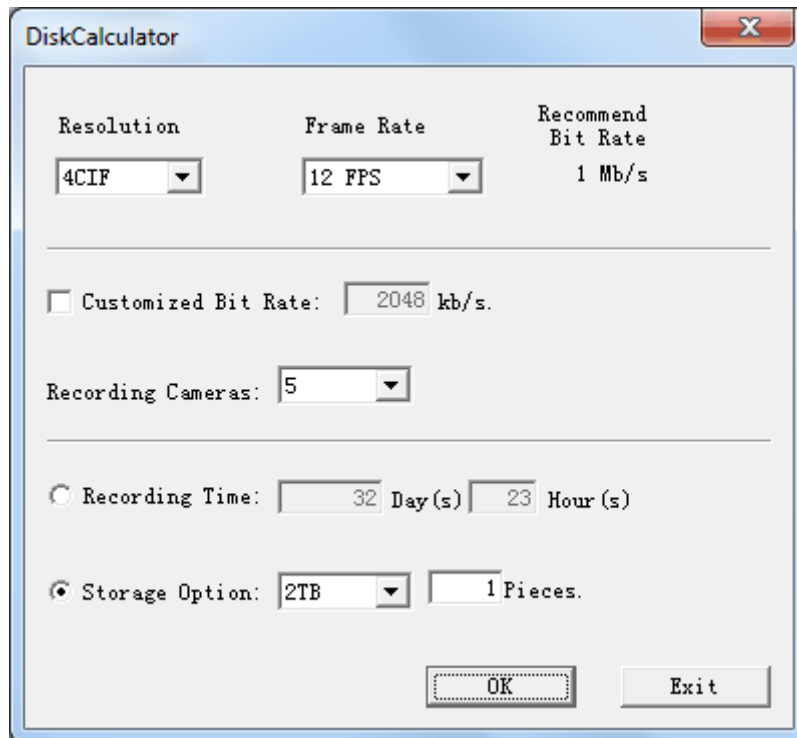 DiskCalculator
Resolution Frame Rate Recommend
Bit Rate
4CIF 12 FPS 1 Mb/s
Customized Bit Rate: 2048 kb/s.
Recording Cameras: 5
Recording Time: 32 Day(s) 23 Hour(s)
Storage Option: 2TB 1 Pieces.
OK Exit